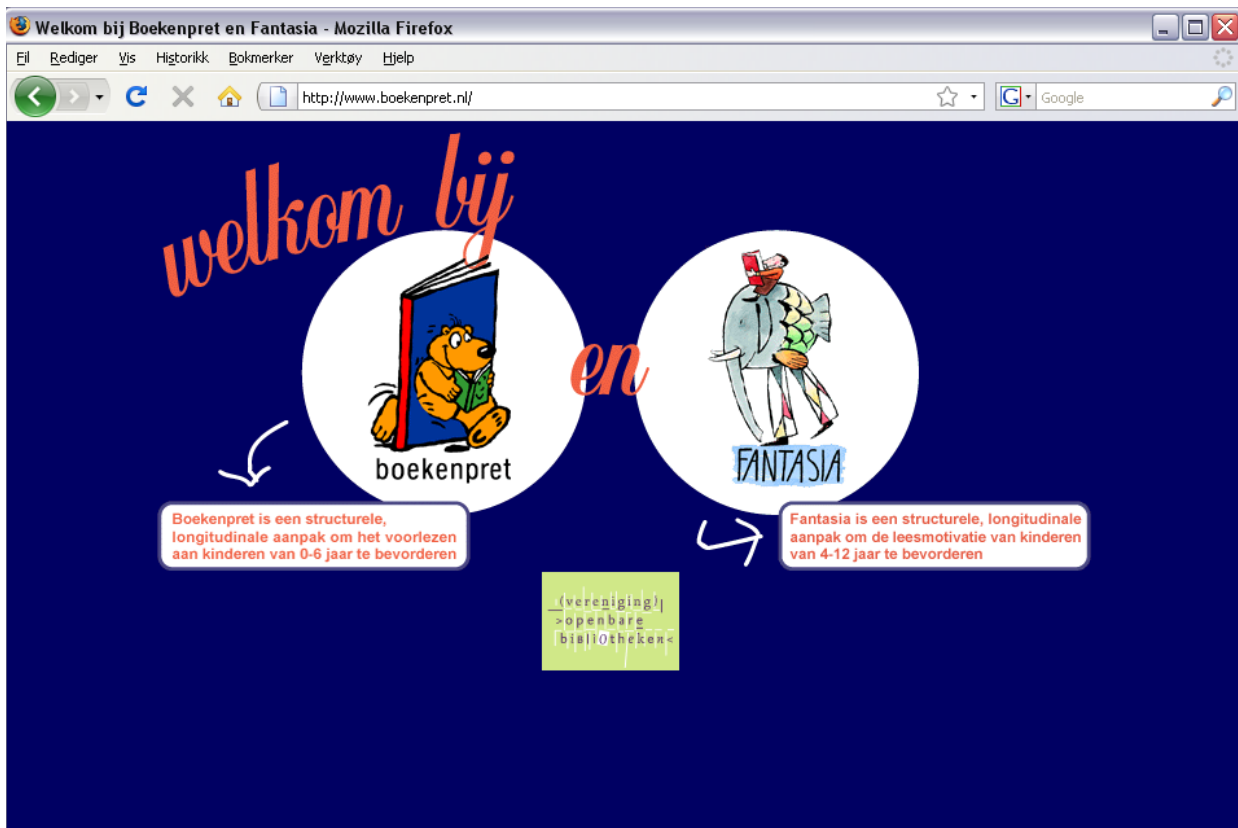 Welkom bij Boekenpret en Fantasia - Mozilla Firefox
Fil Rediger Vis Historikk Bokmerker Verktøy Hjelp
http://www.boekenpret.nl/ G Google
welkom bij
en
boekenpret
FANTASIA
Boekenpret is een structurele,
longitudinale aanpak om het voorlezen
aan kinderen van 0-6 jaar te bevorderen
Fantasia is een structurele, longitudinale
aanpak om de leesmotivatie van kinderen
van 4-12 jaar te bevorderen
(vereniging)
>openbare
bibliotheken<